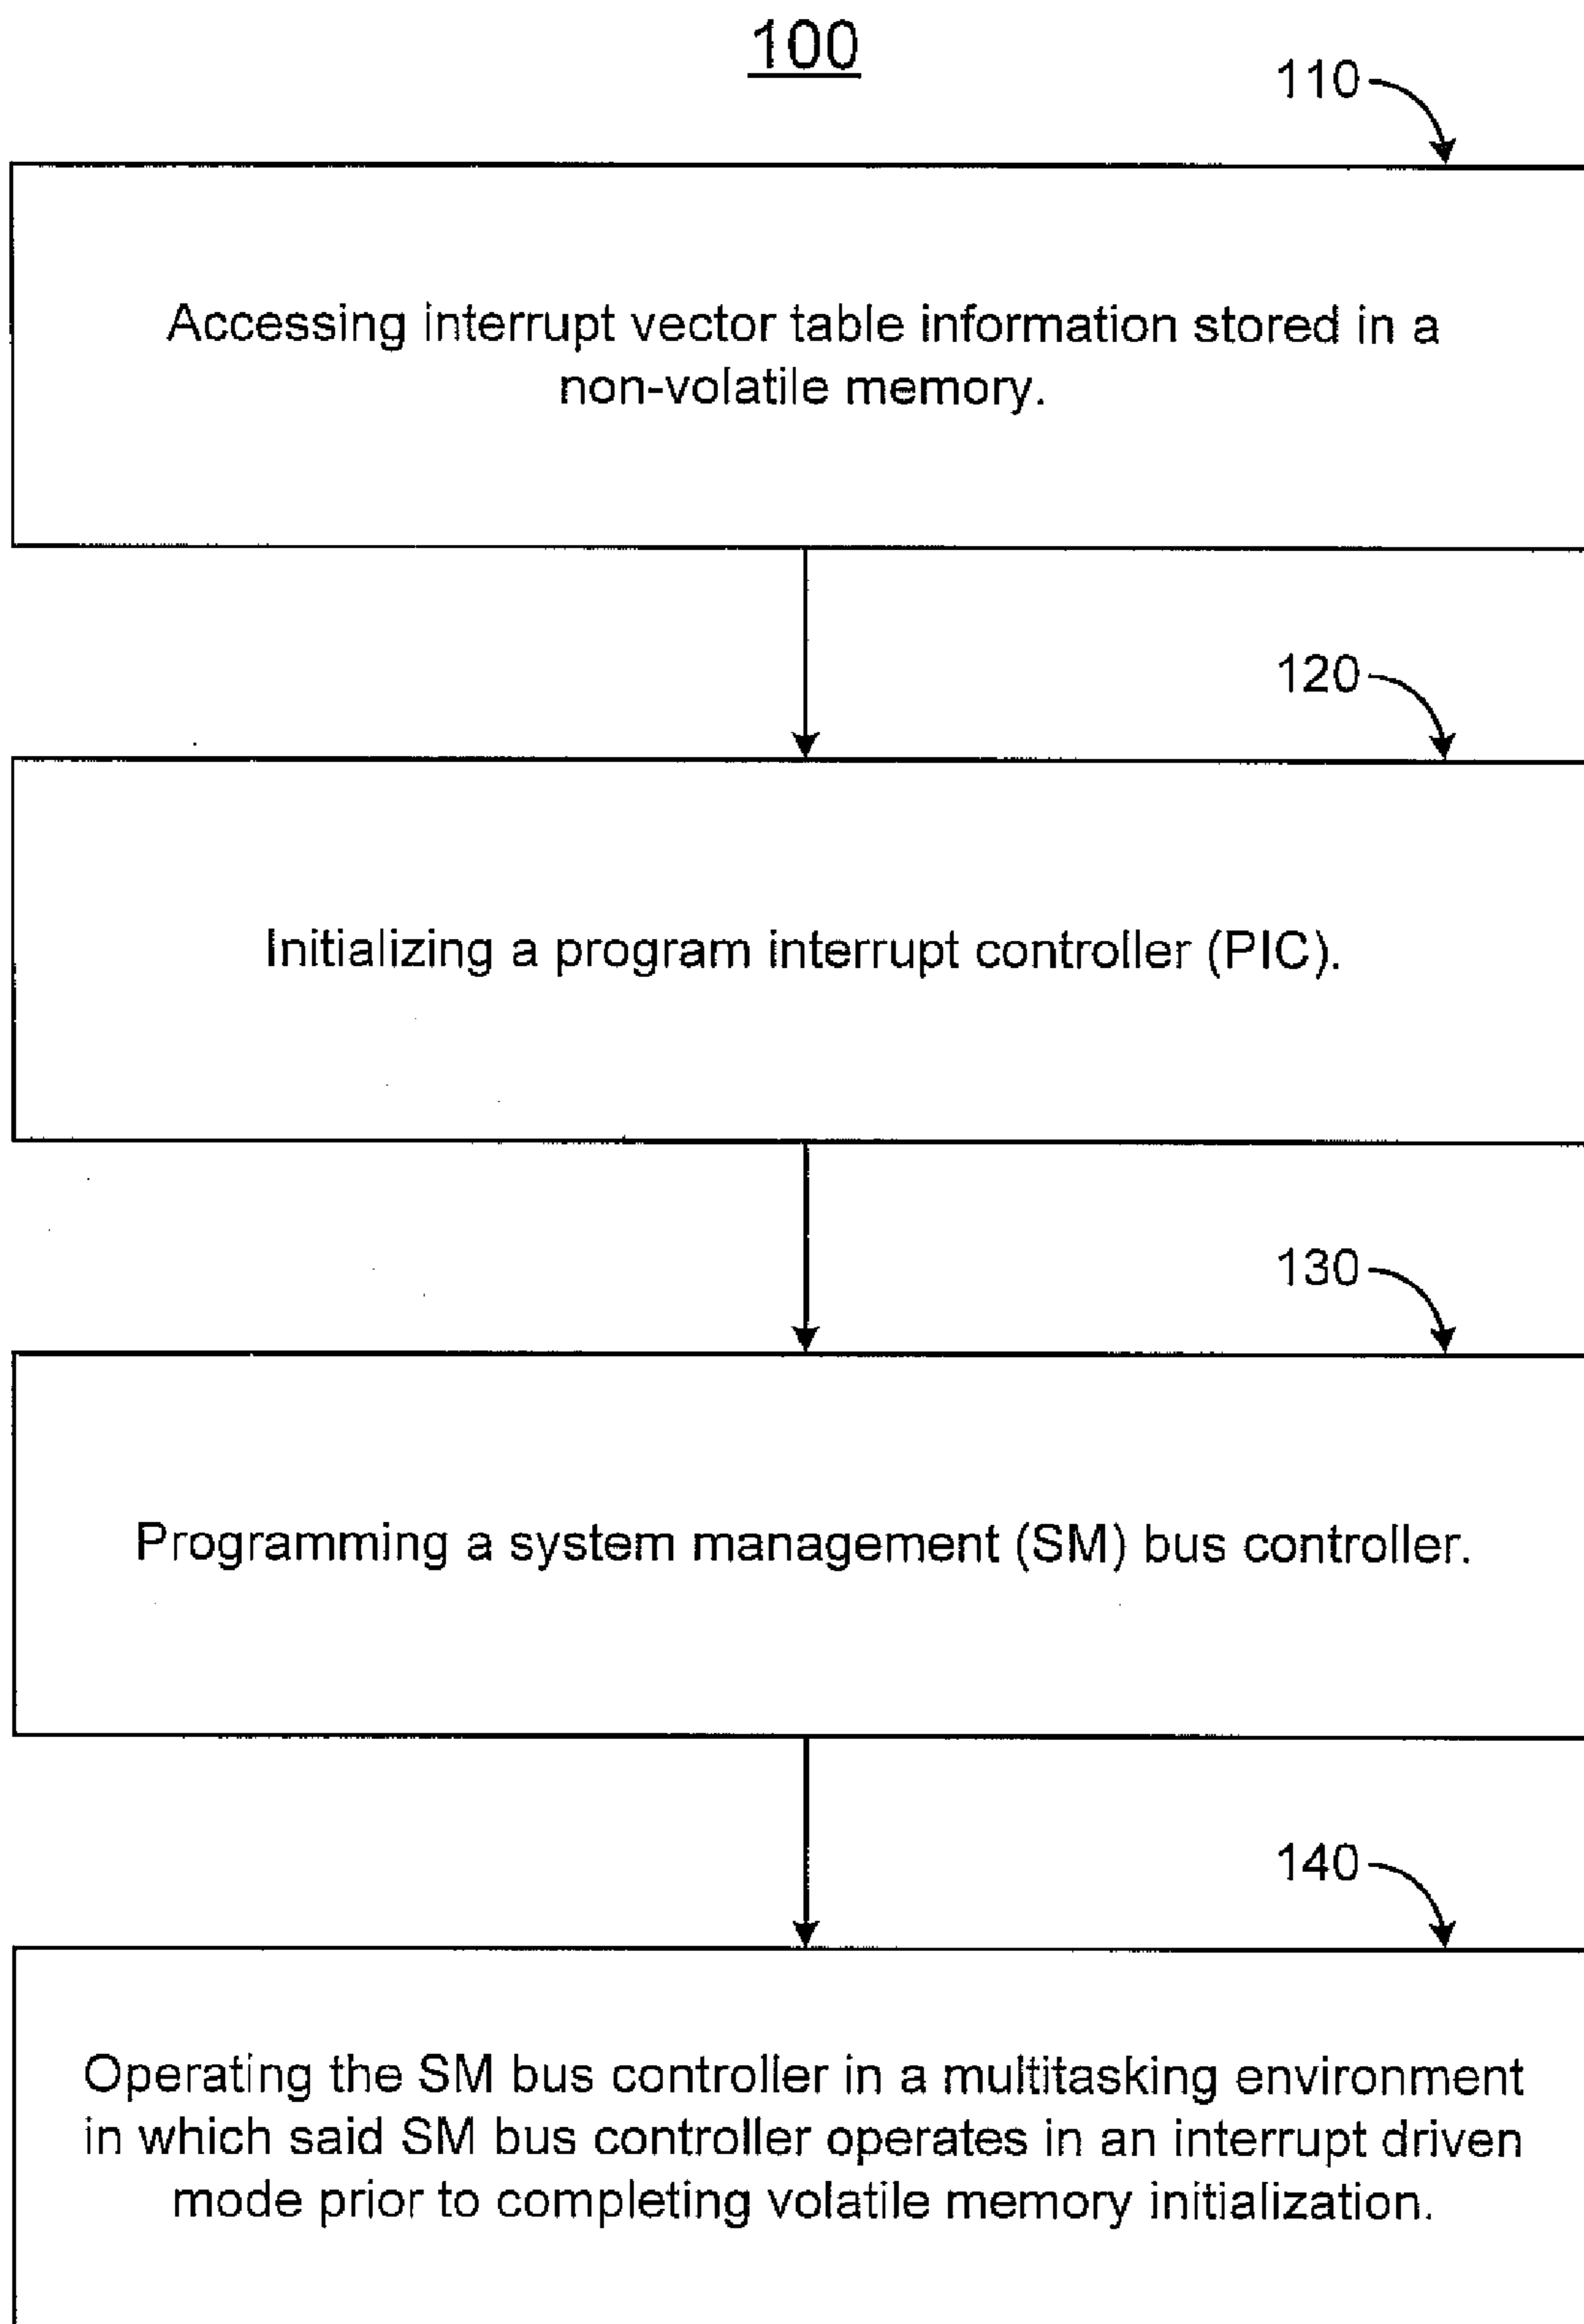 100
110
Accessing interrupt vector table information stored in a
non-volatile memory.
120
Initializing a program interrupt controller (PIC).
130
Programming a system management (SM) bus controller.
140
Operating the SM bus controller in a multitasking environment
in which said SM bus controller operates in an interrupt driven
mode prior to completing volatile memory initialization.